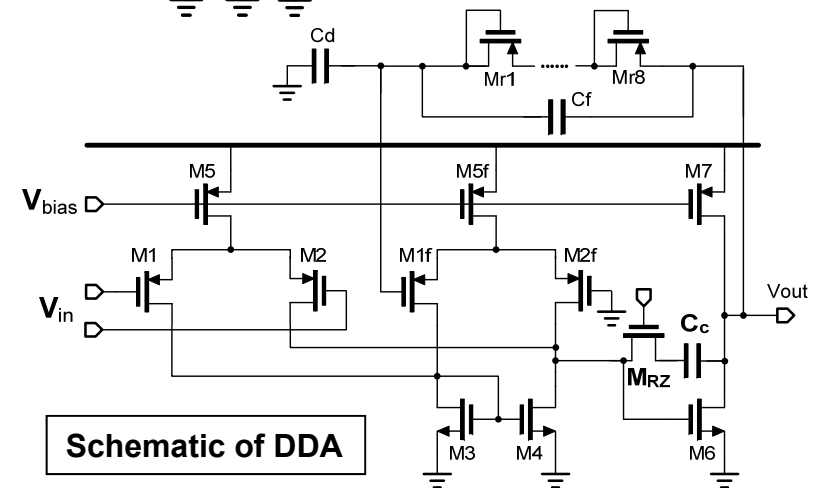 Cd
Mr1
Mr8
Cf
M5
M5f
M7
Vbias
M1
M2
M1f
M2f
Vin
Vout
Cc
MRZ
M3
M4
M6
Schematic of DDA